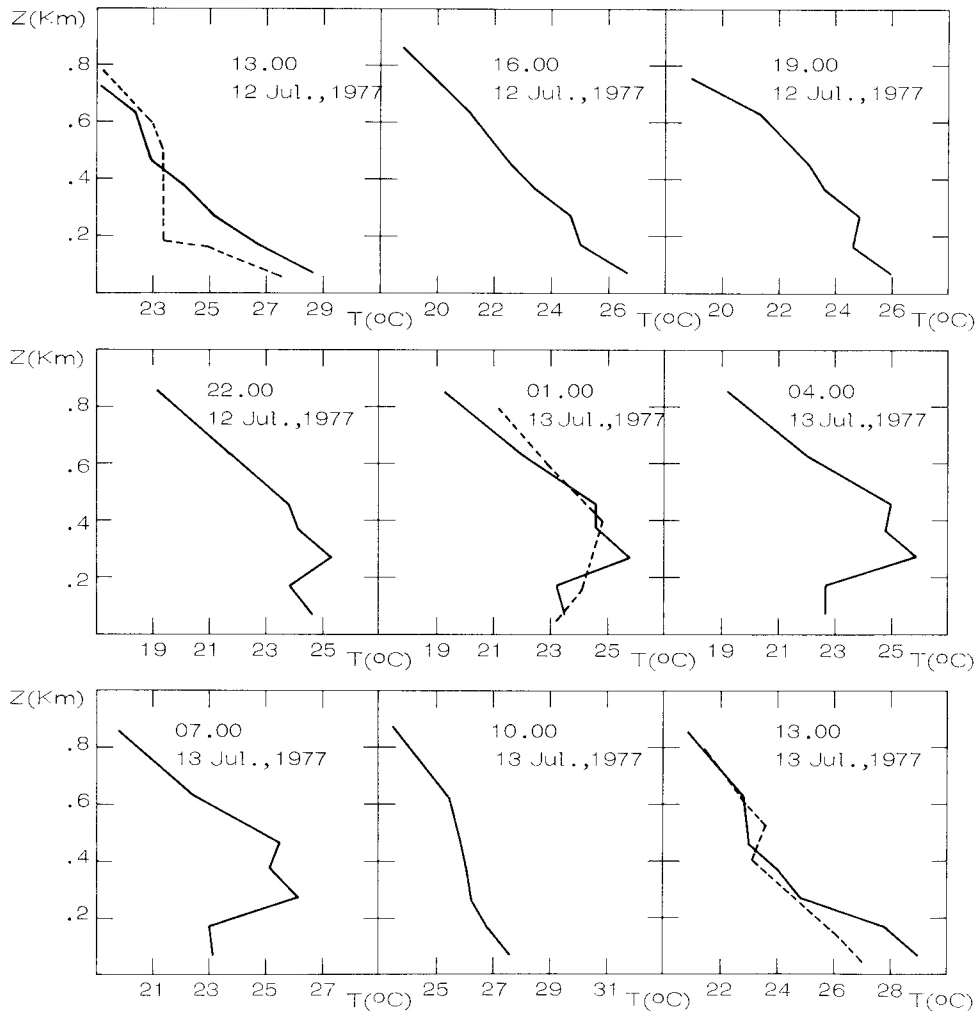 Z(Km)
.8
.6
.4
.2
13.00
12 Jul.,1977
16.00
12 Jul.,1977
19.00
12 Jul.,1977
23 25 27 29 T(ºC)
20 22 24 26 T(ºC)
20 22 24 26 T(ºC)
Z(Km)
.8
.6
.4
.2
22.00
12 Jul.,1977
01.00
13 Jul.,1977
04.00
13 Jul.,1977
19 21 23 25 T(ºC)
19 21 23 25 T(ºC)
19 21 23 25 T(ºC)
Z(Km)
.8
.6
.4
.2
07.00
13 Jul.,1977
10.00
13 Jul.,1977
13.00
13 Jul.,1977
21 23 25 27 T(ºC)
25 27 29 31 T(ºC)
22 24 26 28 T(ºC)